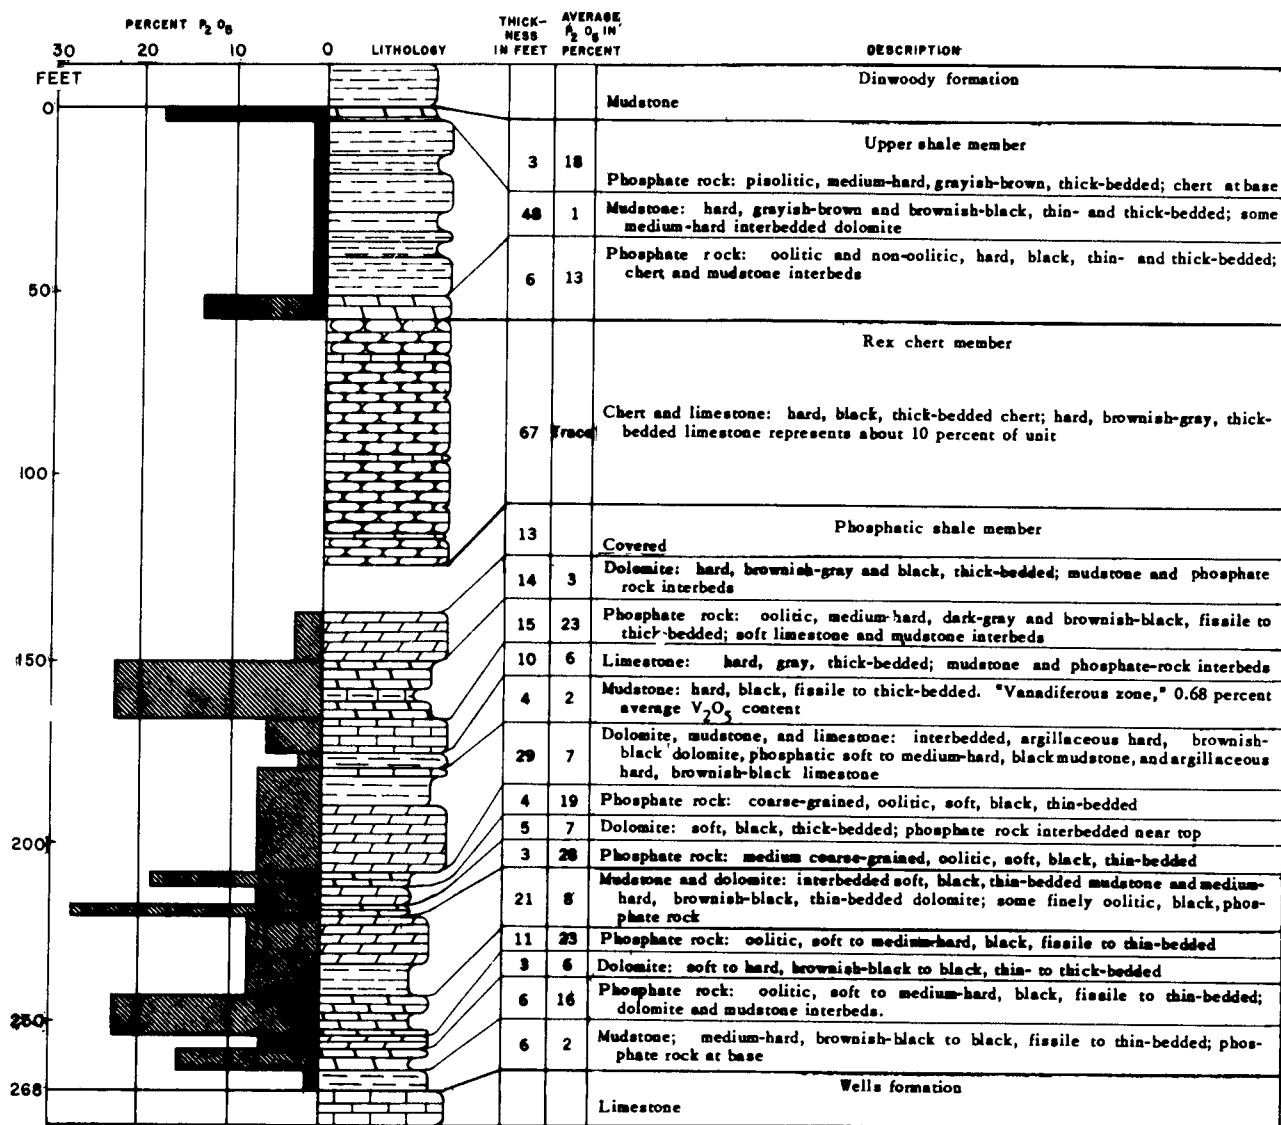 PERCENT P2 O5
THICK-
NESS
IN FEET
AVERAGE
P2 O5 IN
PERCENT
30 20 10 0 LITHOLOGY
DESCRIPTION
FEET
0
50
100
150
200
250
268
Dinwoody formation
Mudstone
Upper shale member
3 18 Phosphate rock: pisolitic, medium-hard, grayish-brown, thick-bedded; chert at base
48 1 Mudstone: hard, grayish-brown and brownish-black, thin- and thick-bedded; some
medium-hard interbedded dolomite
6 13 Phosphate rock: oolitic and non-oolitic, hard, black, thin- and thick-bedded;
chert and mudstone interbeds
Rex chert member
67 Trace Chert and limestone: hard, black, thick-bedded chert; hard, brownish-gray, thick-
bedded limestone represents about 10 percent of unit
Phosphatic shale member
13 Covered
14 3 Dolomite: hard, brownish-gray and black, thick-bedded; mudstone and phosphate
rock interbeds
15 23 Phosphate rock: oolitic, medium-hard, dark-gray and brownish-black, fissile to
thick-bedded; soft limestone and mudstone interbeds
10 6 Limestone: hard, gray, thick-bedded; mudstone and phosphate-rock interbeds
4 2 Mudstone: hard, black, fissile to thick-bedded. "Vanadiferous zone," 0.68 percent
average V2O5 content
29 7 Dolomite, mudstone, and limestone: interbedded, argillaceous hard, brownish-
black dolomite, phosphatic soft to medium-hard, black mudstone, and argillaceous
hard, brownish-black limestone
4 19 Phosphate rock: coarse-grained, oolitic, soft, black, thin-bedded
5 7 Dolomite: soft, black, thick-bedded; phosphate rock interbedded near top
3 28 Phosphate rock: medium coarse-grained, oolitic, soft, black, thin-bedded
21 8 Mudstone and dolomite: interbedded soft, black, thin-bedded mudstone and medium-
hard, brownish-black, thin-bedded dolomite; some finely oolitic, black, phos-
phate rock
11 23 Phosphate rock: oolitic, soft to medium-hard, black, fissile to thin-bedded
3 6 Dolomite: soft to hard, brownish-black to black, thin- to thick-bedded
6 16 Phosphate rock: oolitic, soft to medium-hard, black, fissile to thin-bedded;
dolomite and mudstone interbeds.
6 2 Mudstone; medium-hard, brownish-black to black, fissile to thin-bedded; phos-
phate rock at base
Wells formation
Limestone